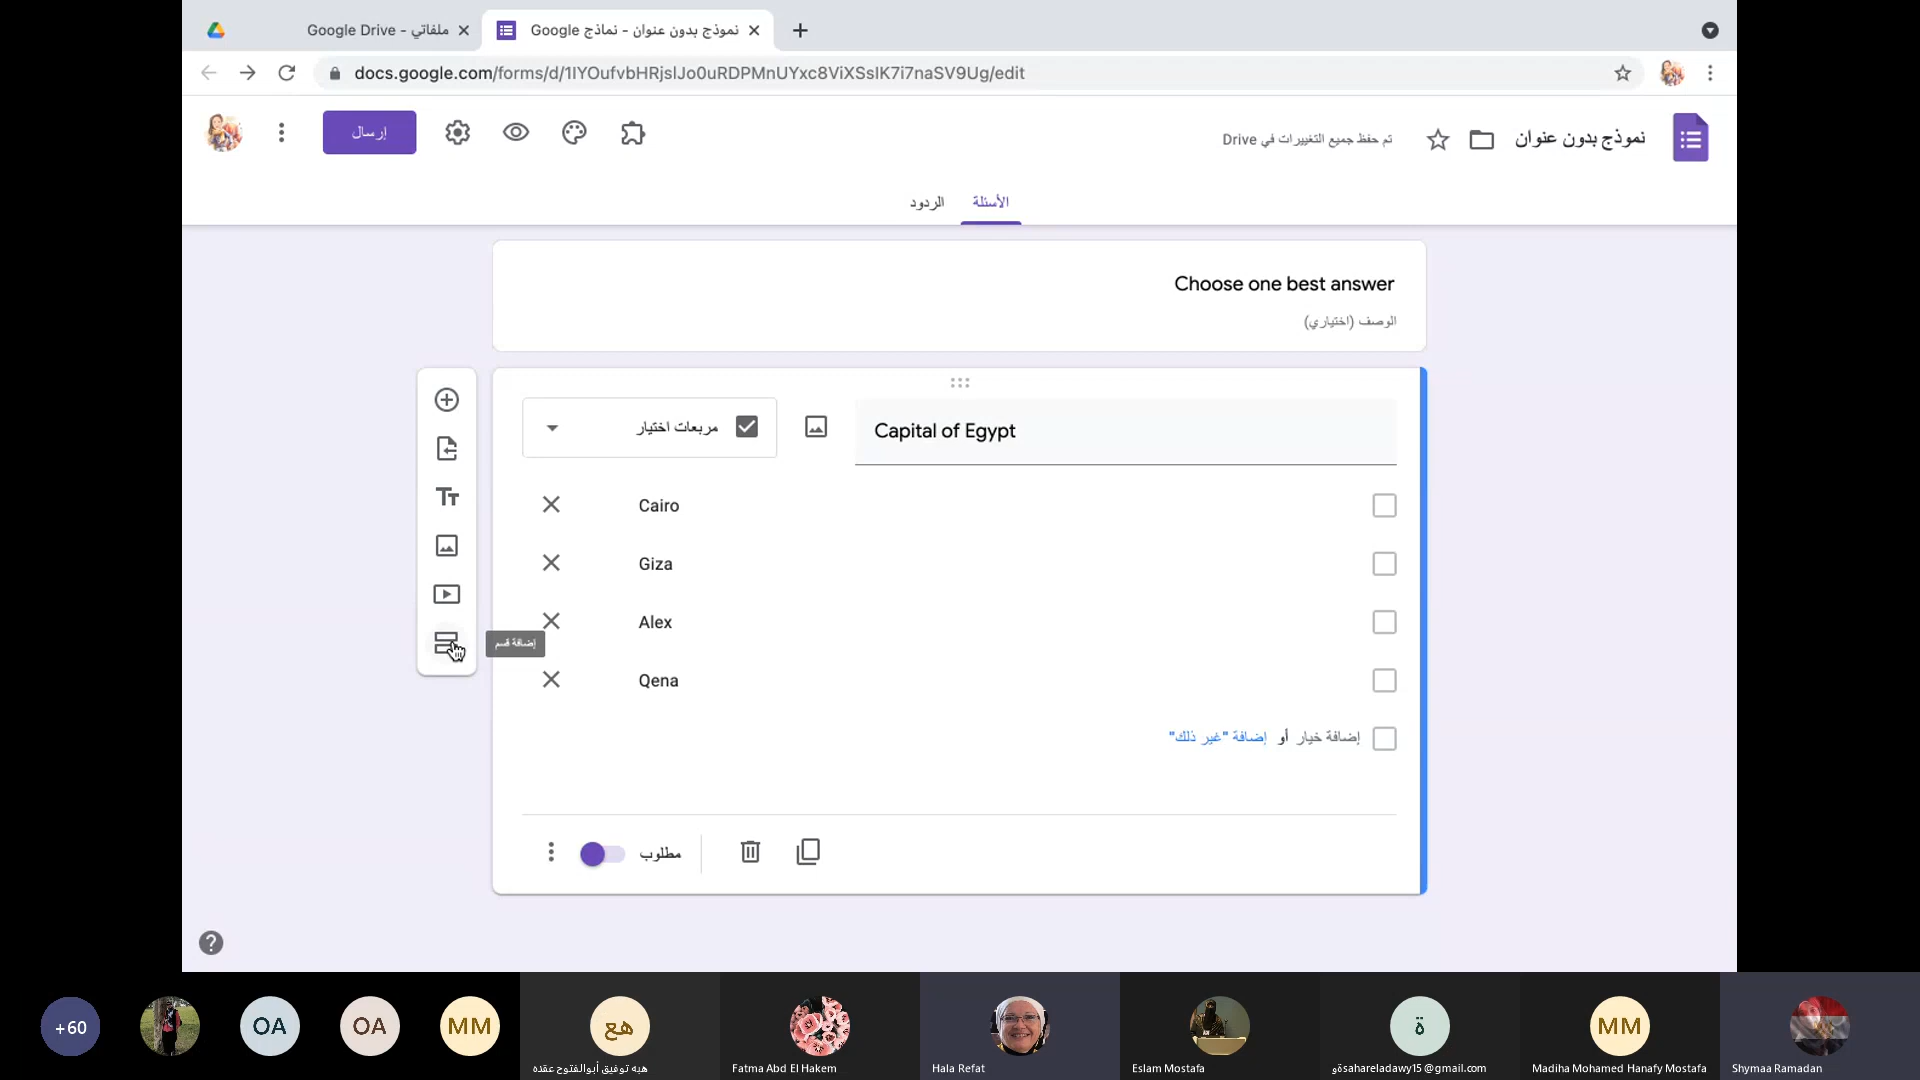 ملفاتي - Google Drive
نموذج بدون عنوان - نماذج Google
docs.google.com/forms/d/1IYOufvbHRjslJo0uRDPMnUYxc8ViXSsIK7i7naSV9Ug/edit
نموذج بدون عنوان
تم حفظ جميع التغييرات في Drive
إرسال
الأسئلة
الردود
Choose one best answer
الوصف (اختياري)
Capital of Egypt
مربعات اختيار
Cairo
Giza
Alex
إضافة قسم
Qena
إضافة خيار أو إضافة "غير ذلك"
مطلوب
+60
OA
OA
MM
هع
ة
MM
هبه توفيق أبوالفتوح عقده
Fatma Abd El Hakem
Hala Refat
Eslam Mostafa
ةوsahareladawy15@gmail.com
Madiha Mohamed Hanafy Mostafa
Shymaa Ramadan